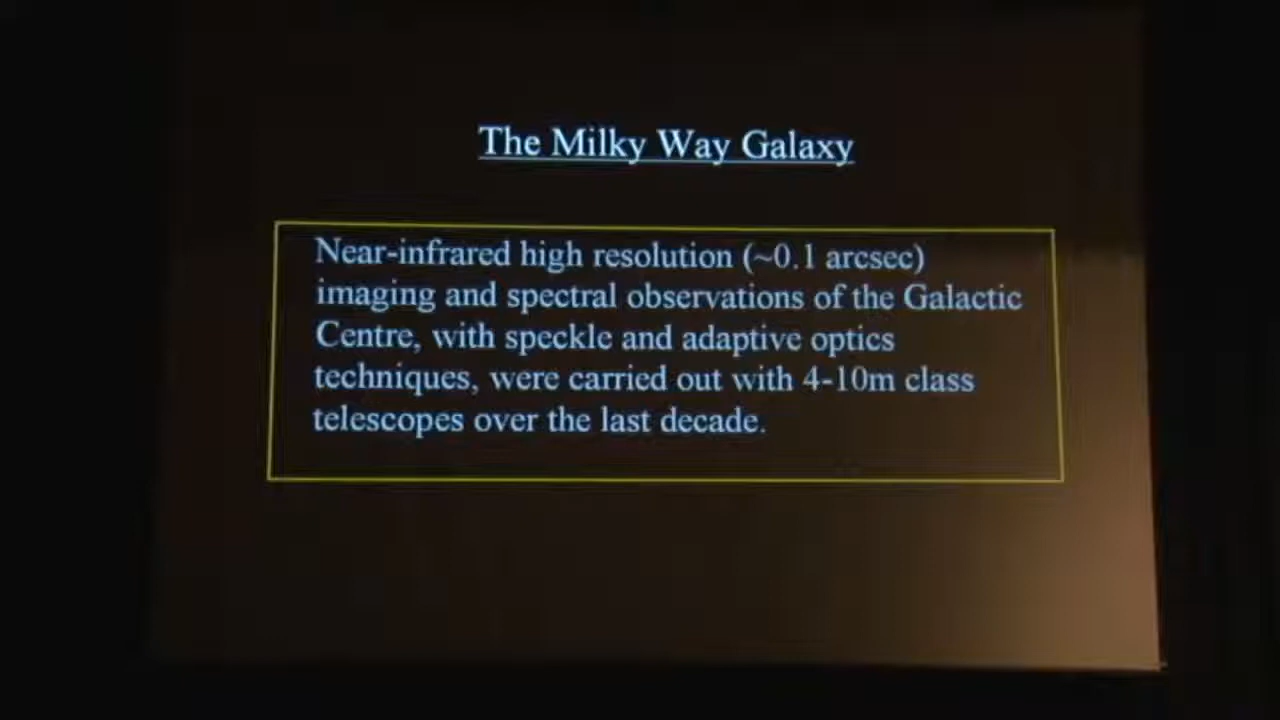 The Milky Way Galaxy
Near-infrared high resolution (~0.1 arcsec)
imaging and spectral observations of the Galactic
Centre, with speckle and adaptive optics
techniques, were carried out with 4-10m class
telescopes over the last decade.